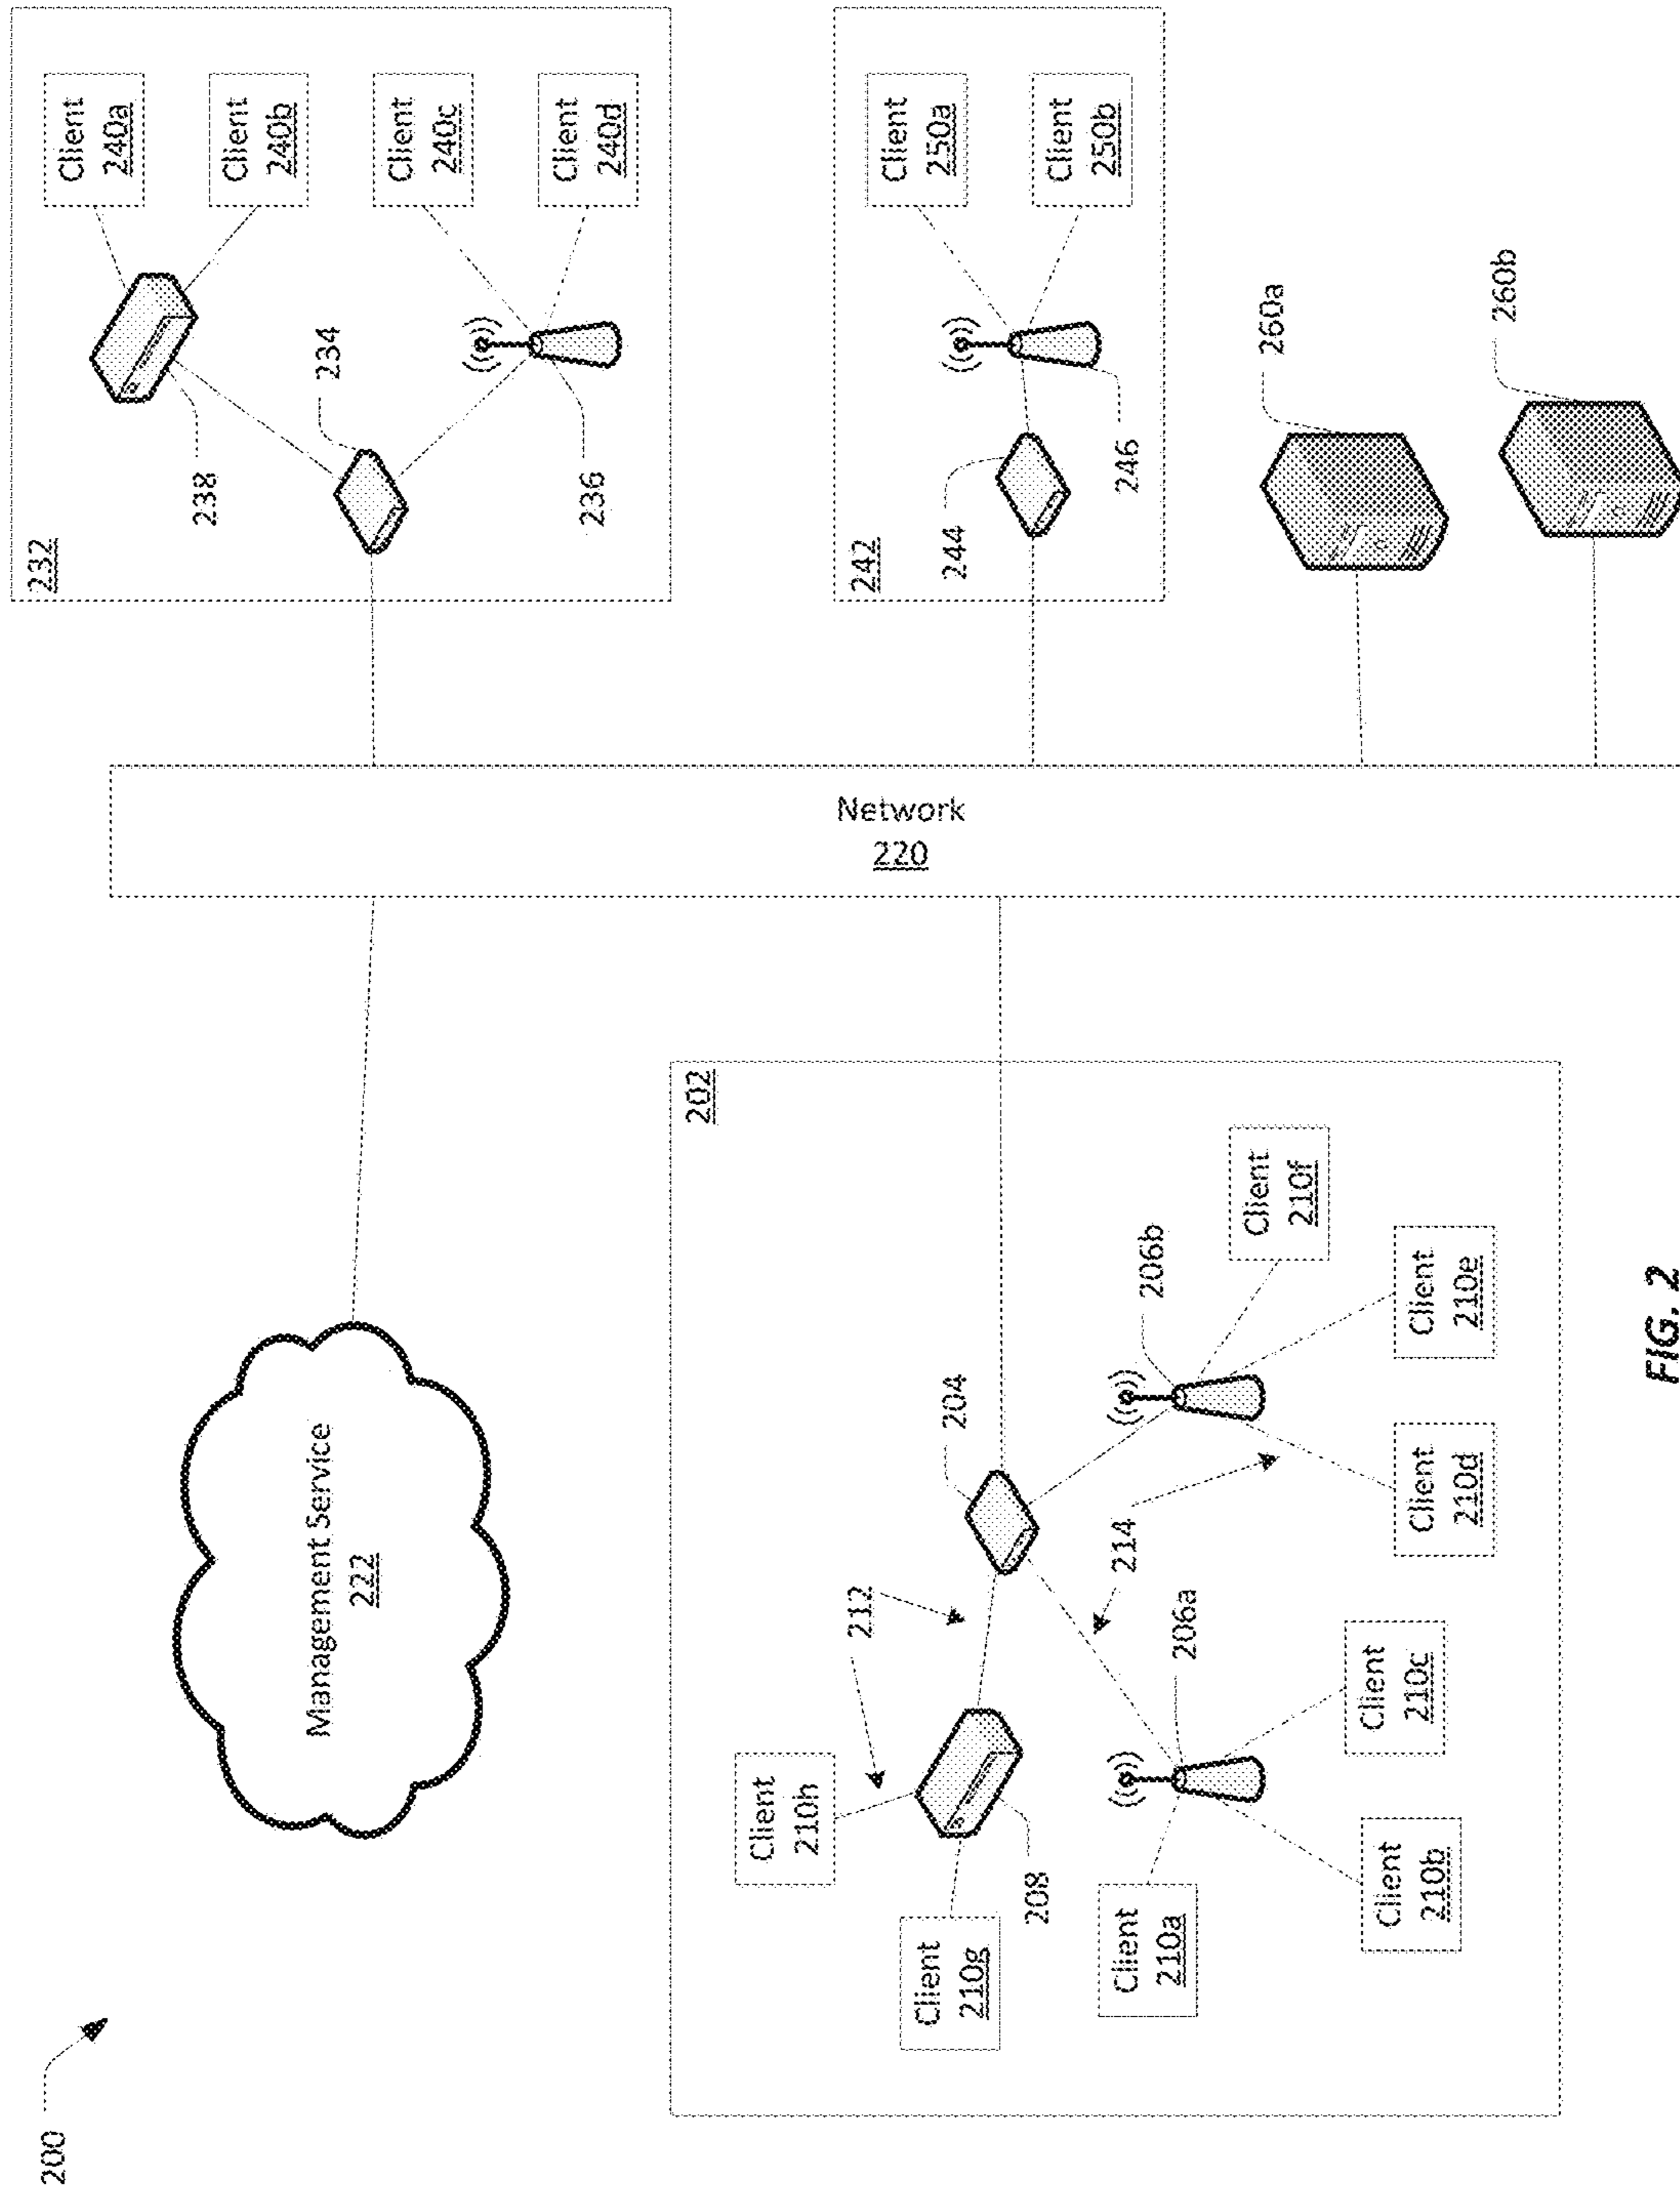 200
Management Service
222
Network
220
232
238
234
236
Client
240a
Client
240b
Client
240c
Client
240d
242
244
246
Client
250a
Client
250b
260a
260b
202
204
212
208
214
206a
206b
Client
210h
Client
210g
Client
210a
Client
210b
Client
210c
Client
210d
Client
210e
Client
210f
FIG. 2